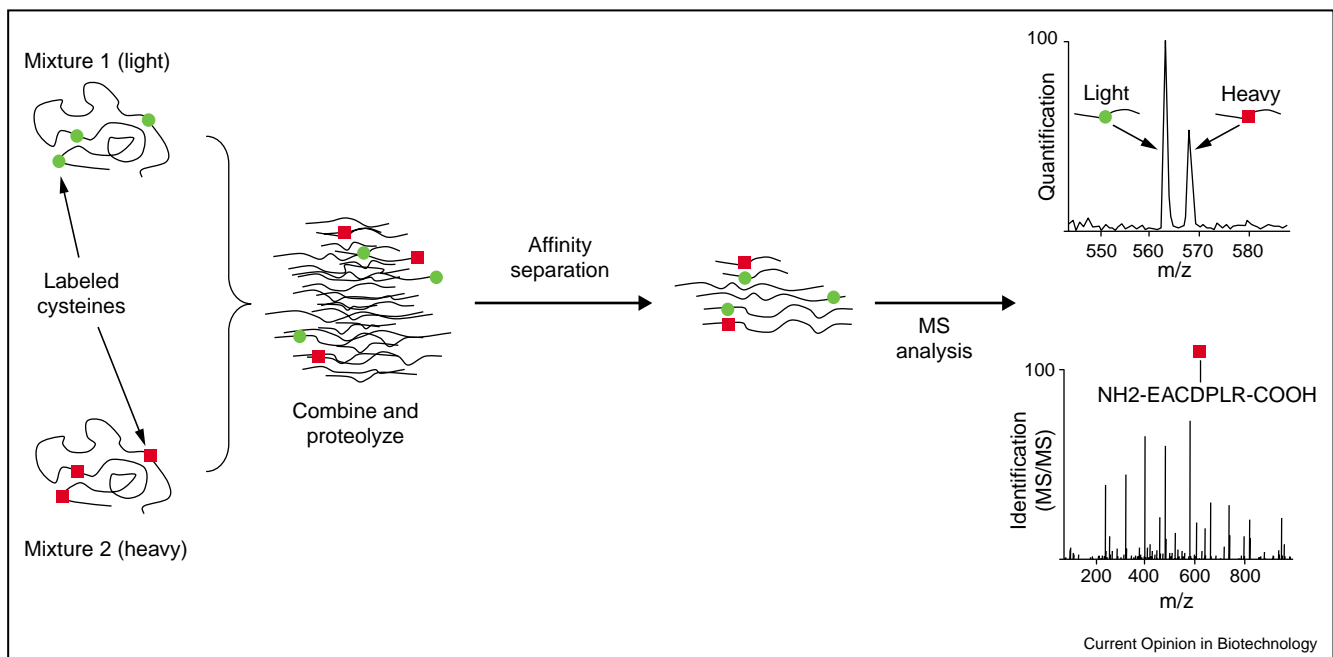 Mixture 1 (light)
Labeled
cysteines
Mixture 2 (heavy)
Combine and
proteolyze
Affinity
separation
MS
analysis
100
Quantification
Light
Heavy
550
560
570
580
m/z
100
NH2-EACDPLR-COOH
Identification
(MS/MS)
200
400
600
800
m/z
Current Opinion in Biotechnology